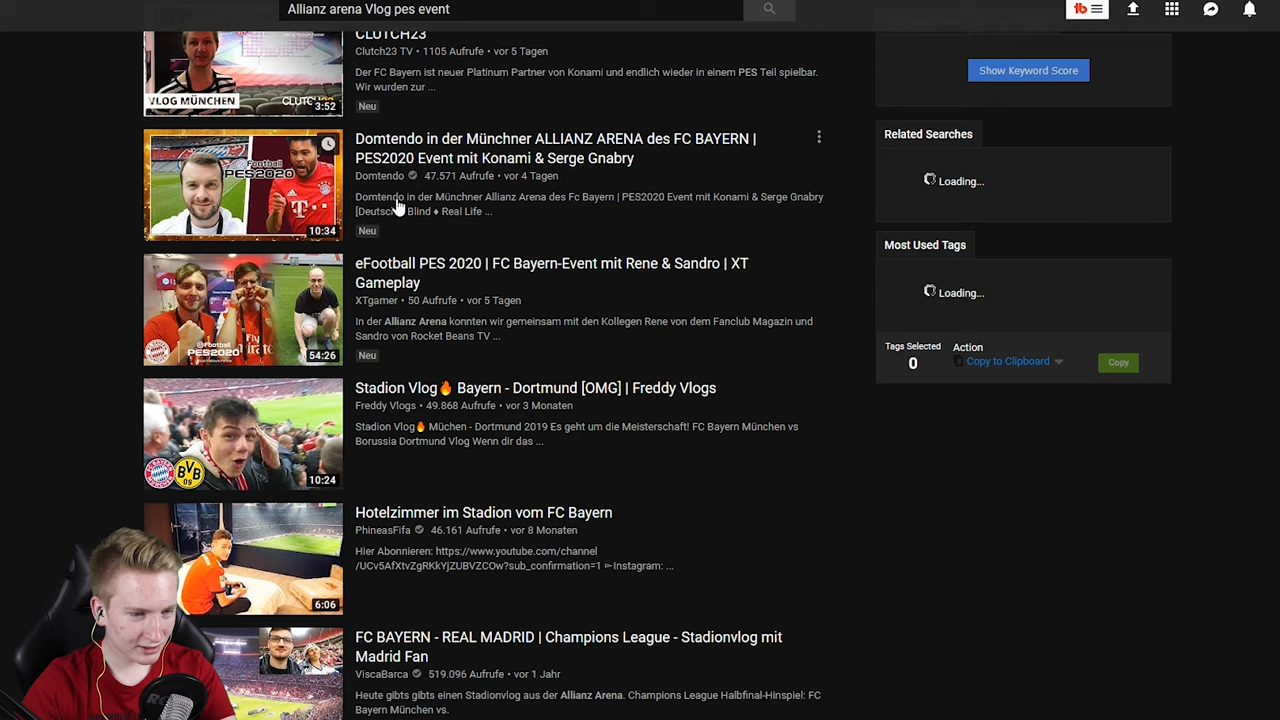 Allianz arena Vlog pes event
CLUTCH23
Clutch23 TV • 1105 Aufrufe • vor 5 Tagen
Der FC Bayern ist neuer Platinum Partner von Konami und endlich wieder in einem PES Teil spielbar.
Wir wurden zur ...
Neu
VLOG MÜNCHEN
3:52
Domtendo in der Münchner ALLIANZ ARENA des FC BAYERN |
PES2020 Event mit Konami & Serge Gnabry
Domtendo 47.571 Aufrufe • vor 4 Tagen
Domtendo in der Münchner Allianz Arena des Fc Bayern | PES2020 Event mit Konami & Serge Gnabry
Blind ♦ Real Life ...
Neu
eFootball
PES2020
10:34
eFootball PES 2020 | FC Bayern-Event mit Rene & Sandro | XT
Gameplay
XTgamer • 50 Aufrufe • vor 5 Tagen
In der Allianz Arena konnten wir gemeinsam mit den Kollegen Rene von dem Fanclub Magazin und
Sandro von Rocket Beans TV ...
Neu
PES2020
54:26
Stadion Vlog🔥 Bayern - Dortmund [OMG] | Freddy Vlogs
Freddy Vlogs • 49.868 Aufrufe • vor 3 Monaten
Stadion Vlog🔥 Müchen - Dortmund 2019 Es geht um die Meisterschaft! FC Bayern München vs
Borussia Dortmund Vlog Wenn dir das ...
BVB
09
10:24
Hotelzimmer im Stadion vom FC Bayern
PhineasFifa 46.161 Aufrufe • vor 8 Monaten
Hier Abonnieren: https://www.youtube.com/channel
/UCv5AfXtvZgRKkYjZUBVZCOw?sub_confirmation=1 ➳Instagram: ...
6:06
FC BAYERN - REAL MADRID | Champions League - Stadionvlog mit
Madrid Fan
ViscaBarca 519.096 Aufrufe • vor 1 Jahr
Heute gibts gibts einen Stadionvlog aus der Allianz Arena. Champions League Halbfinal-Hinspiel: FC
Bayern München vs.
Show Keyword Score
Related Searches
Loading...
Most Used Tags
Loading...
Tags Selected
0
Action
Copy to Clipboard
Copy